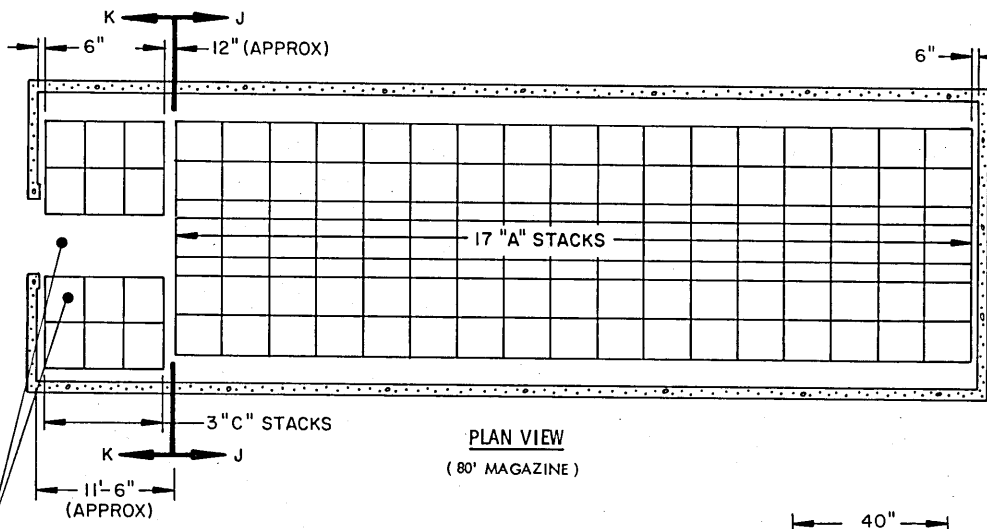 K J
6" 12" (APPROX) 6"
17 "A" STACKS
3 "C" STACKS
K J
PLAN VIEW
(80' MAGAZINE)
11'-6"
(APPROX)
40"